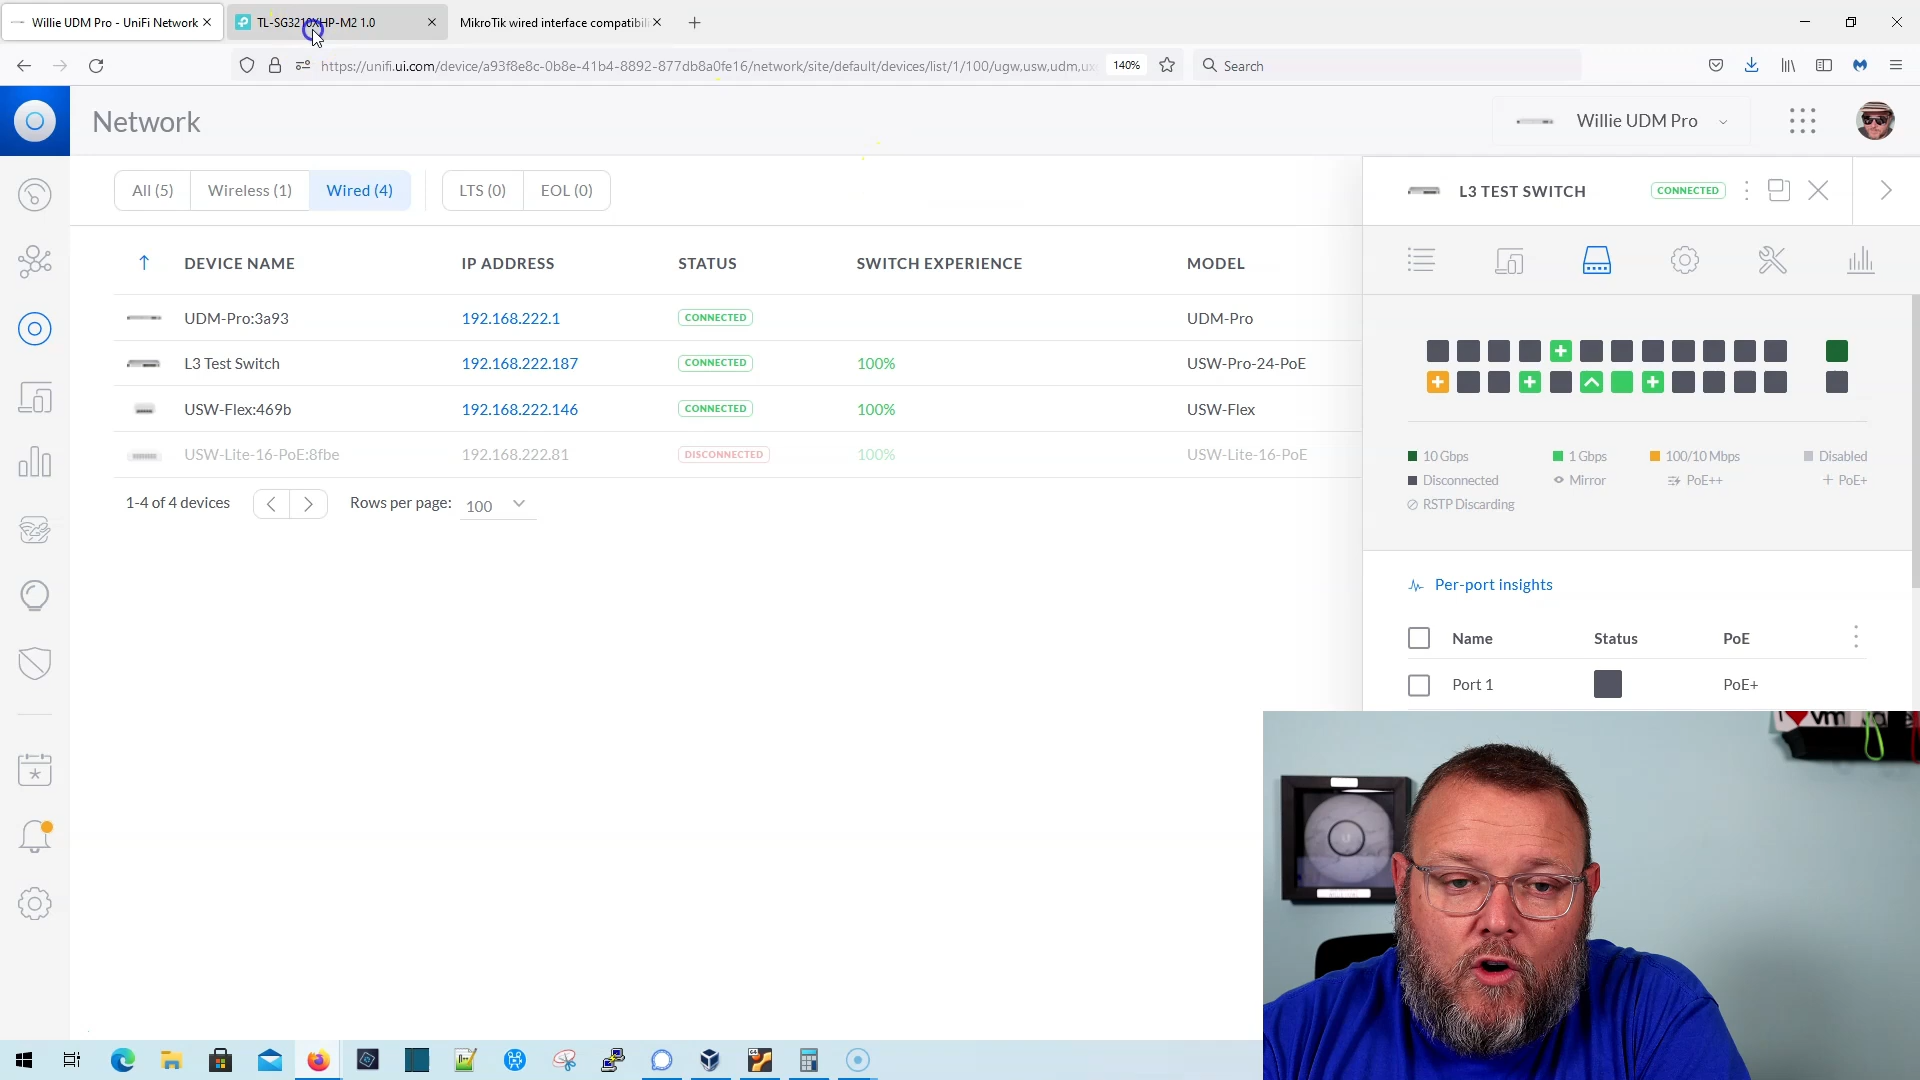 Willie UDM Pro - UniFi Network
TL-SG3210XHP-M2 1.0
MikroTik wired interface compatibili
https://unifi.ui.com/device/a93f8e8c-0b8e-41b4-8892-877db8a0fe16/network/site/default/devices/list/1/100/ugw,usw,udm,ux
140%
Search
Network
Willie UDM Pro
All (5)
Wireless (1)
Wired (4)
LTS (0)
EOL (0)
L3 TEST SWITCH
CONNECTED
DEVICE NAME
IP ADDRESS
STATUS
SWITCH EXPERIENCE
MODEL
UDM-Pro:3a93
192.168.222.1
CONNECTED
UDM-Pro
L3 Test Switch
192.168.222.187
CONNECTED
100%
USW-Pro-24-PoE
USW-Flex:469b
192.168.222.146
CONNECTED
100%
USW-Flex
USW-Lite-16-PoE:8fbe
192.168.222.81
DISCONNECTED
100%
USW-Lite-16-PoE
1-4 of 4 devices
Rows per page:
100
10 Gbps
1 Gbps
100/10 Mbps
Disabled
Disconnected
Mirror
PoE++
PoE+
RSTP Discarding
Per-port insights
Name
Status
PoE
Port 1
PoE+
I
vm